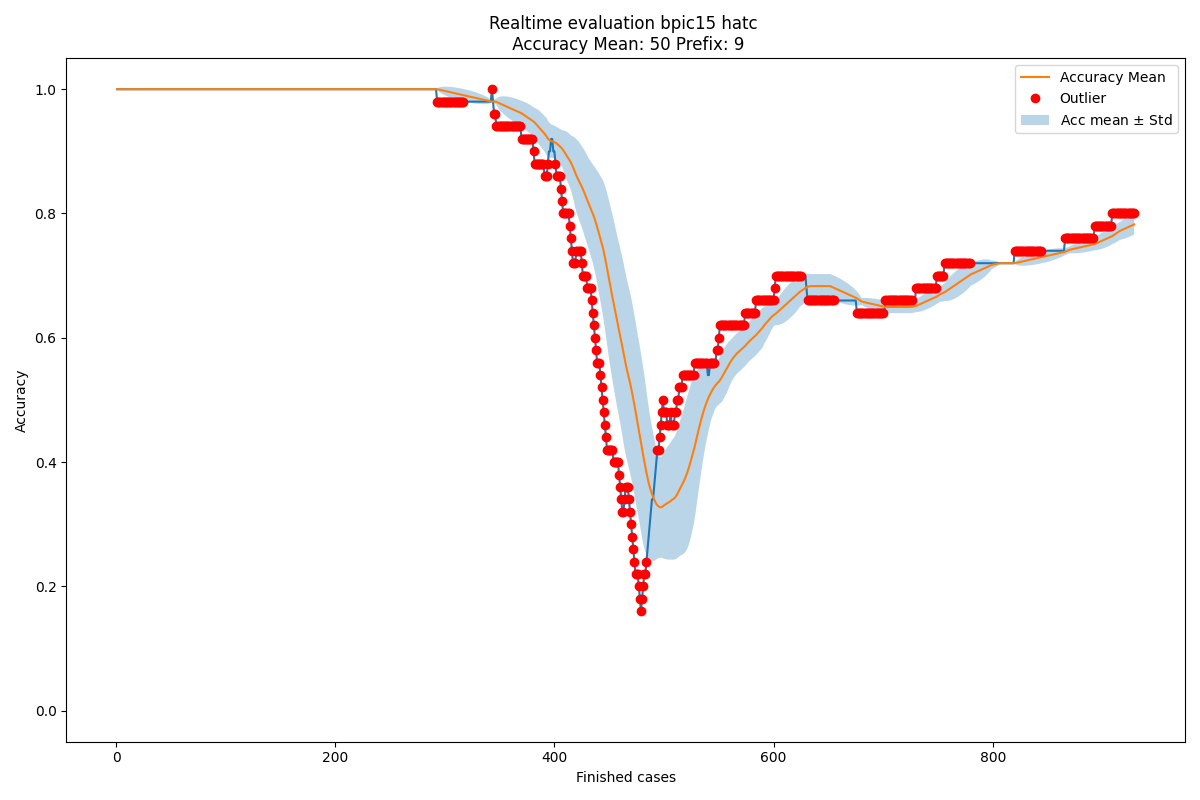 Realtime evaluation bpic15 hatc
Accuracy Mean: 50 Prefix: 9
Accuracy Mean
Outlier
Acc mean ± Std
Accuracy
1.0
0.8
0.6
0.4
0.2
0.0
0
200
400
600
800
Finished cases